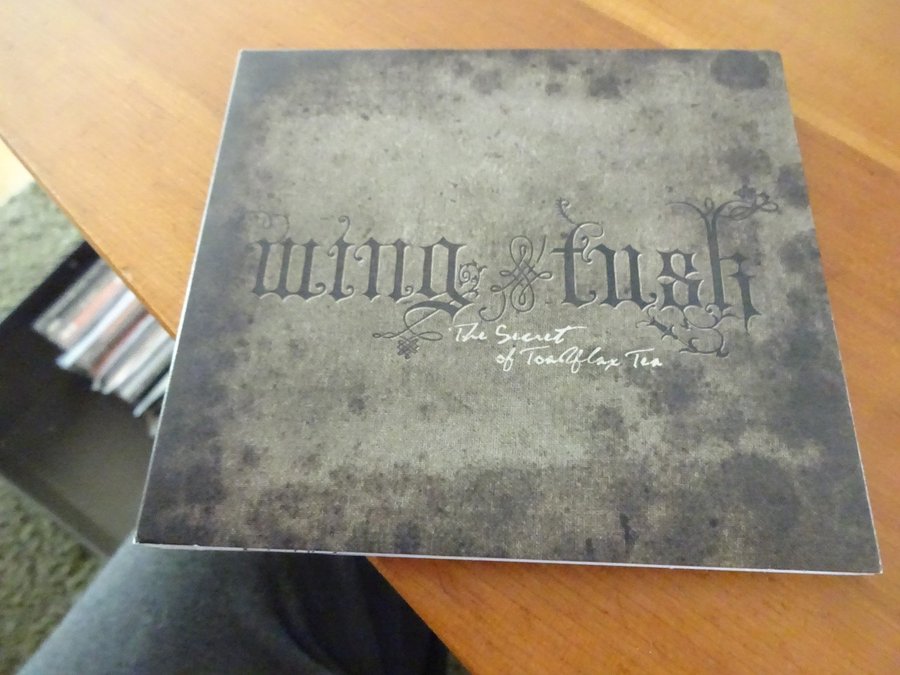 wing & tusk
The Secret
of Toadflax Tea